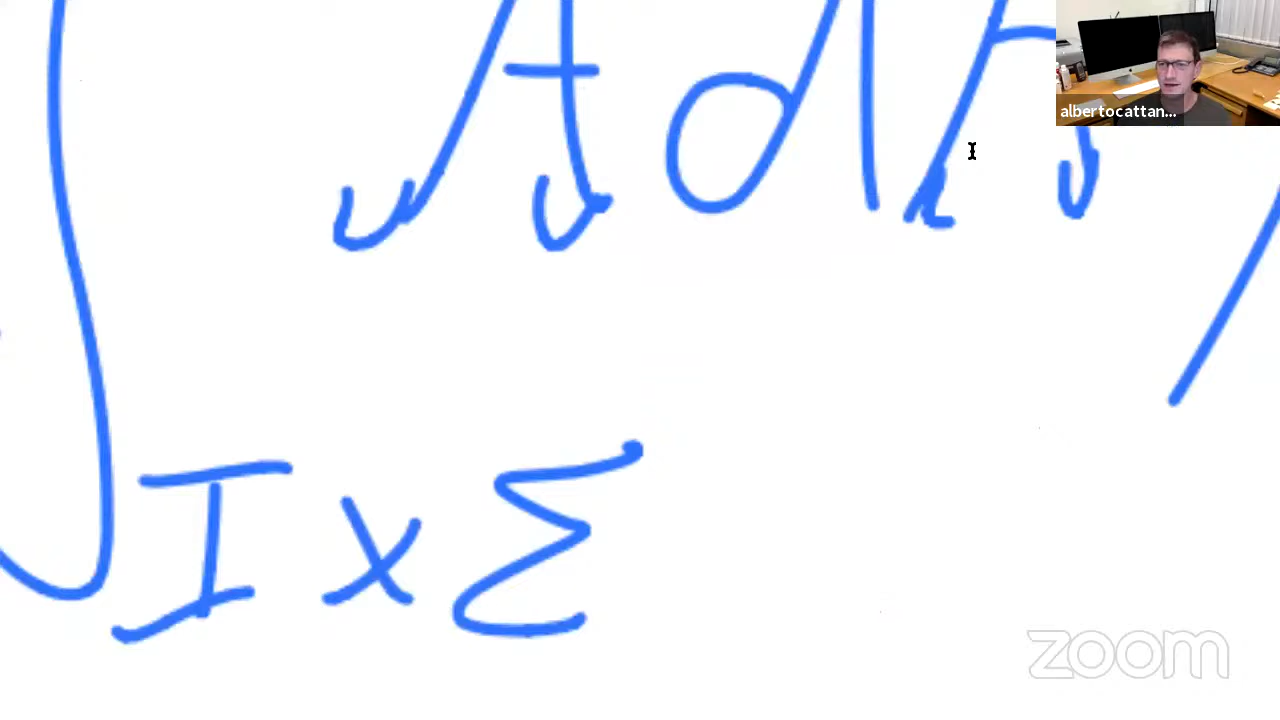 ∫ A d A
albertocattan...
I × Σ
zoom